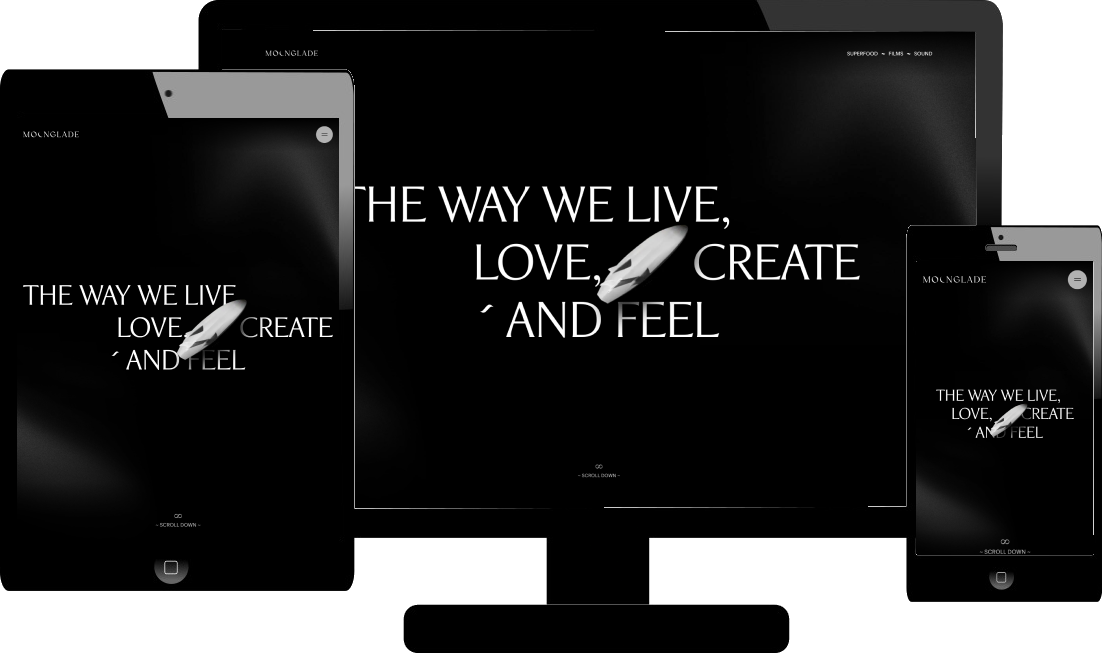 MOONGLADE
SUPERFOOD ~ FILMS ~ SOUND
THE WAY WE LIVE,
LOVE, CREATE
´ AND FEEL
∞
~ SCROLL DOWN ~
MOONGLADE
THE WAY WE LIVE
LOVE, CREATE
´ AND FEEL
∞
~ SCROLL DOWN ~
MOONGLADE
THE WAY WE LIVE,
LOVE, CREATE
´ AND FEEL
∞
~ SCROLL DOWN ~